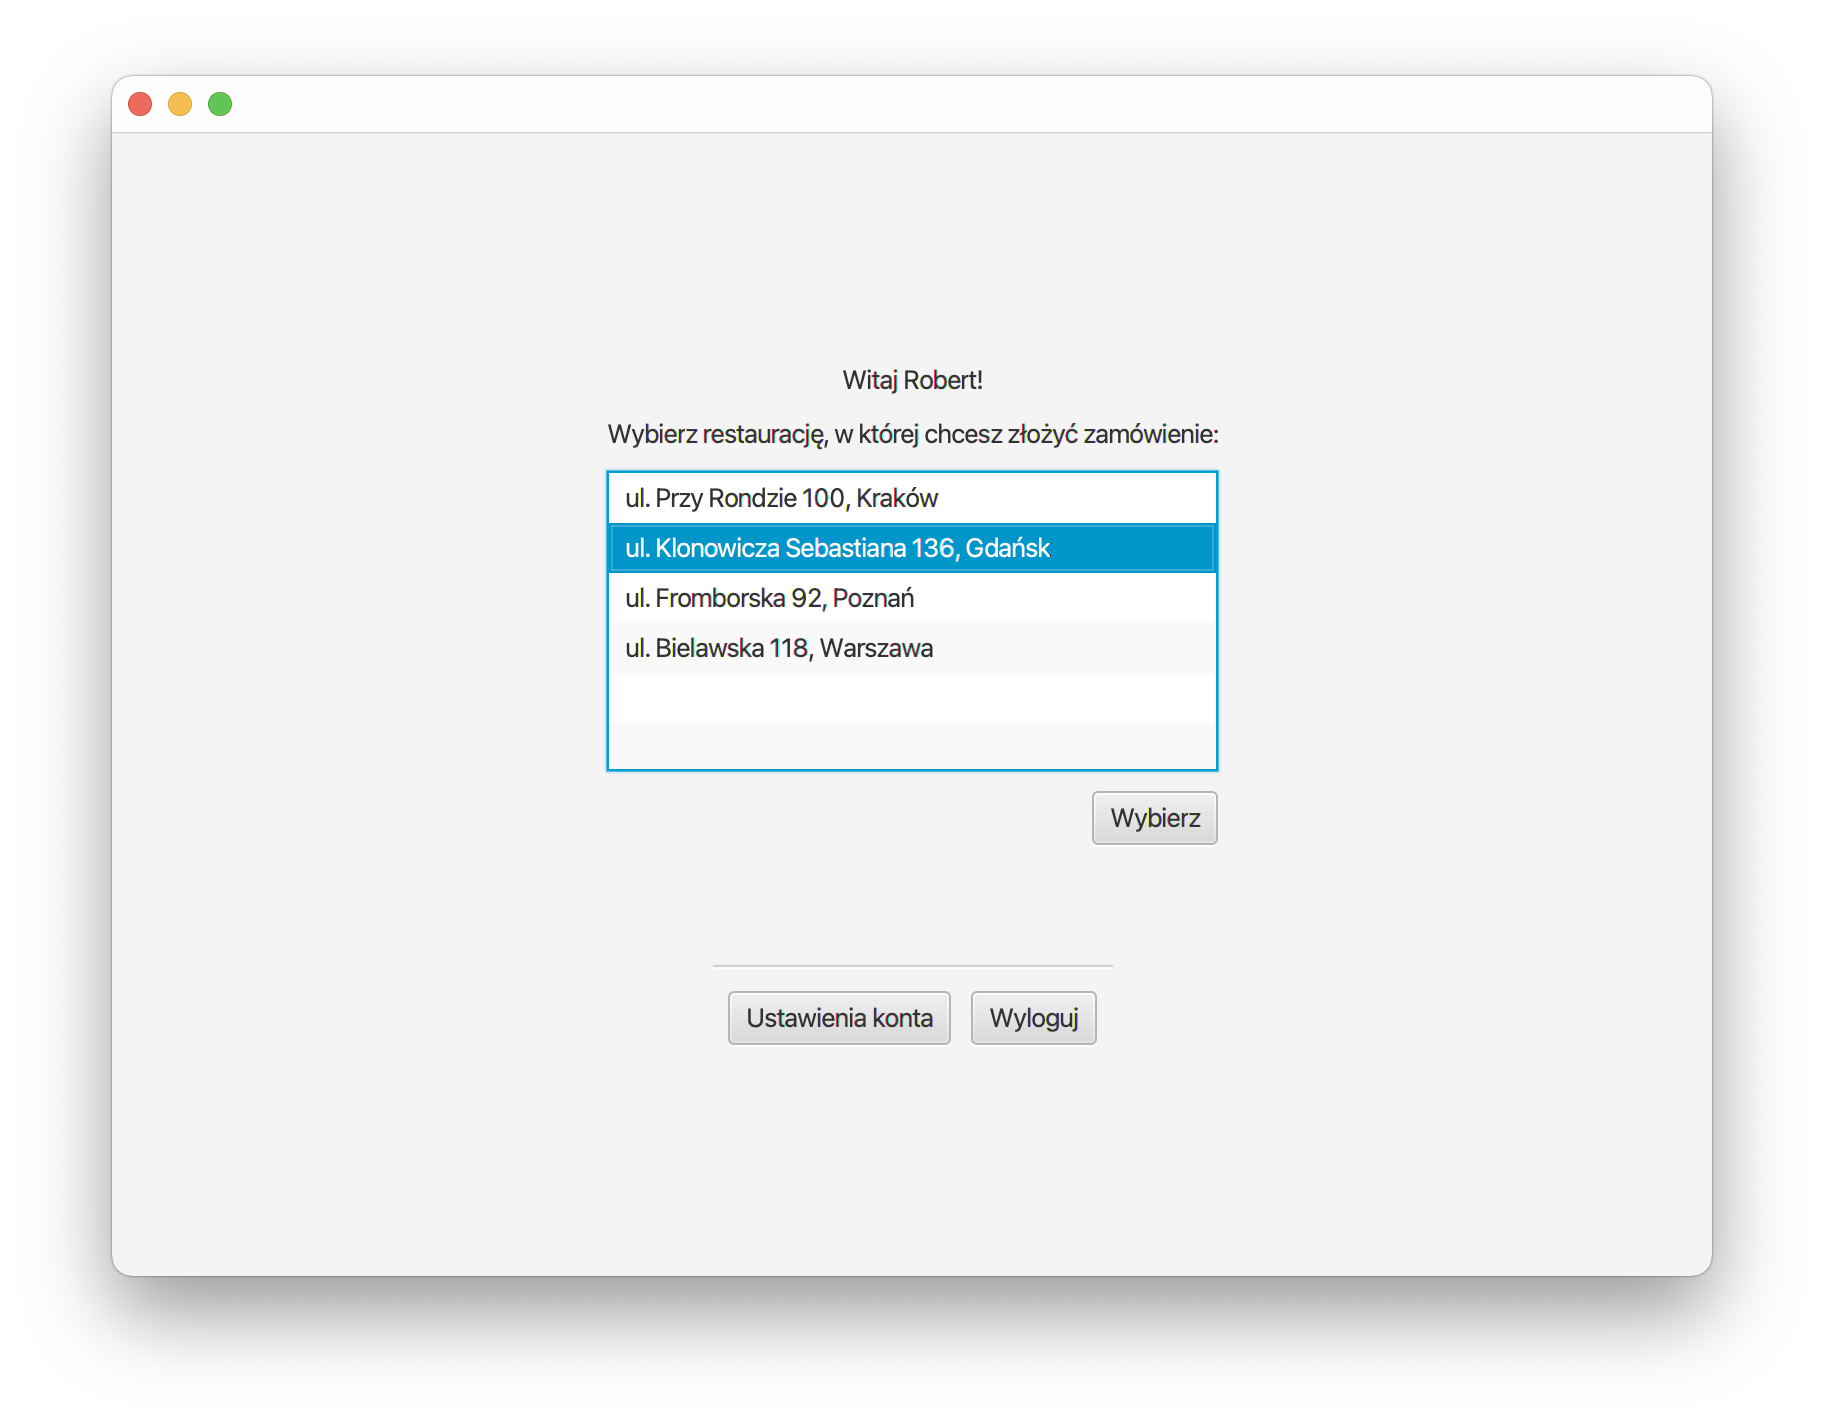 Witaj Robert!
Wybierz restaurację, w której chcesz złożyć zamówienie:
ul. Przy Rondzie 100, Kraków
ul. Klonowicza Sebastiana 136, Gdańsk
ul. Fromborska 92, Poznań
ul. Bielawska 118, Warszawa
Wybierz
Ustawienia konta Wyloguj